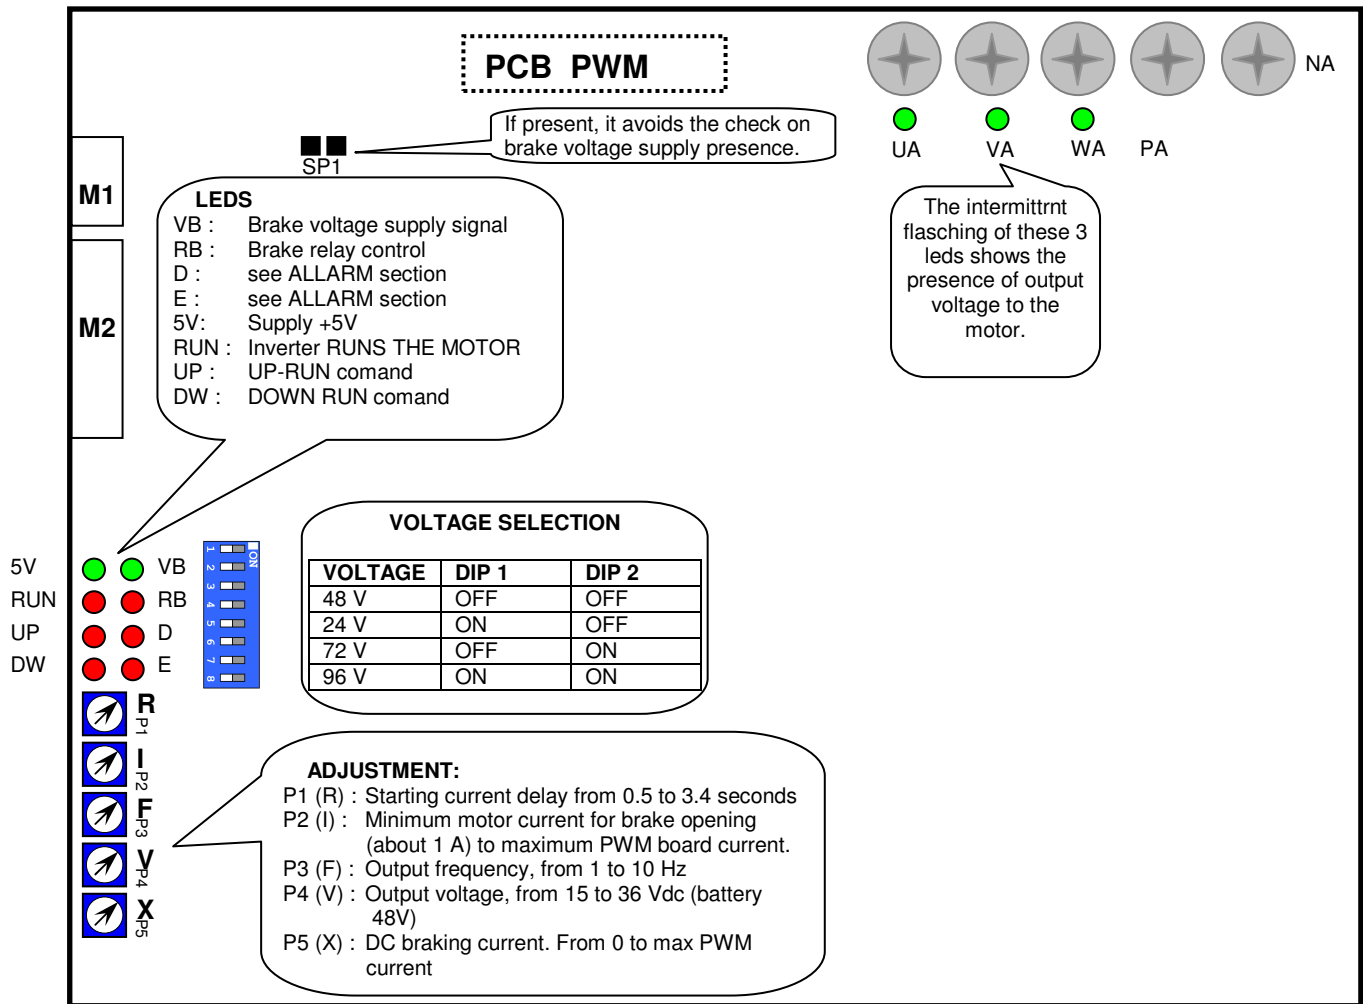 PCB PWM
NA
If present, it avoids the check on
brake voltage supply presence.
UA VA WA PA
SP1
M1
LEDS
VB : Brake voltage supply signal
RB : Brake relay control
D : see ALLARM section
E : see ALLARM section
5V: Supply +5V
RUN : Inverter RUNS THE MOTOR
UP : UP-RUN comand
DW : DOWN RUN comand
The intermittrnt
flasching of these 3
leds shows the
presence of output
voltage to the
motor.
M2
VOLTAGE SELECTION
VOLTAGE DIP 1 DIP 2
48 V OFF OFF
24 V ON OFF
72 V OFF ON
96 V ON ON
5V VB
RUN RB
UP D
DW E
ON
1
2
3
4
5
6
7
8
R P1
I P2
F P3
V P4
X P5
ADJUSTMENT:
P1 (R) : Starting current delay from 0.5 to 3.4 seconds
P2 (I) : Minimum motor current for brake opening
(about 1 A) to maximum PWM board current.
P3 (F) : Output frequency, from 1 to 10 Hz
P4 (V) : Output voltage, from 15 to 36 Vdc (battery
48V)
P5 (X) : DC braking current. From 0 to max PWM
current